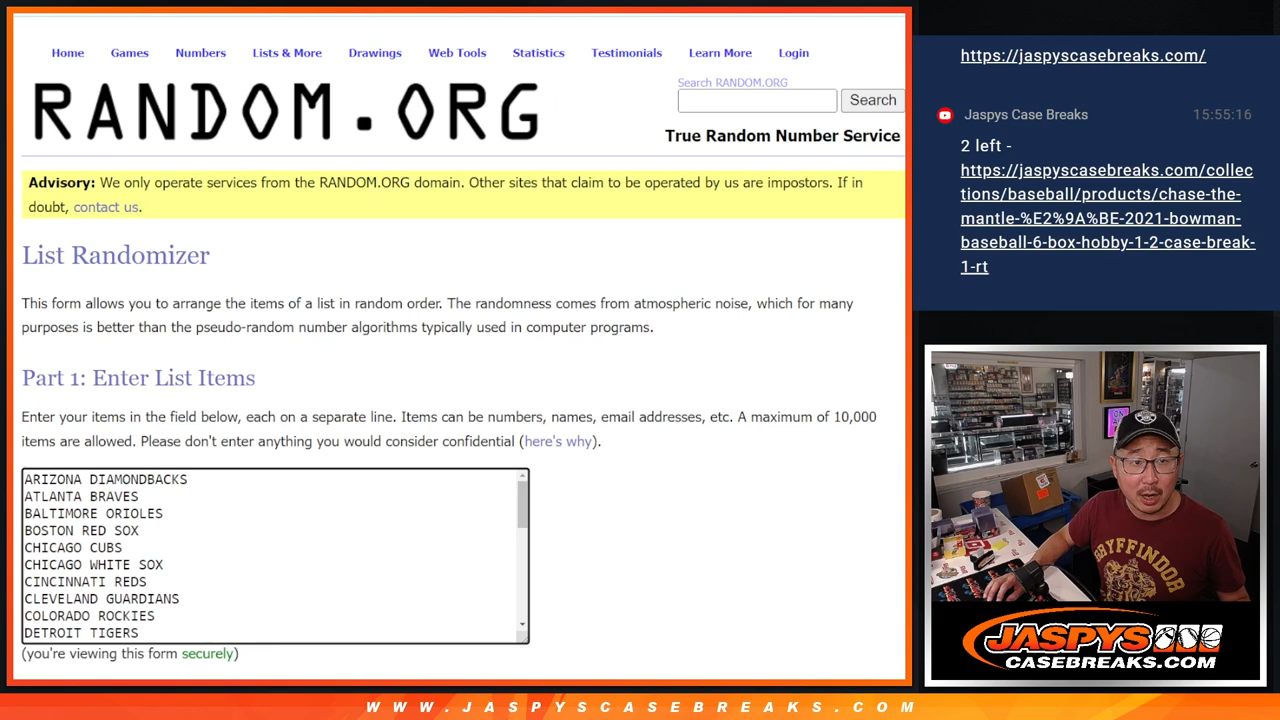 Home Games Numbers Lists & More Drawings Web Tools Statistics Testimonials Learn More Login
RANDOM.ORG
Search RANDOM.ORG
Search
True Random Number Service
Advisory: We only operate services from the RANDOM.ORG domain. Other sites that claim to be operated by us are impostors. If in
doubt, contact us.
List Randomizer
This form allows you to arrange the items of a list in random order. The randomness comes from atmospheric noise, which for many
purposes is better than the pseudo-random number algorithms typically used in computer programs.
Part 1: Enter List Items
Enter your items in the field below, each on a separate line. Items can be numbers, names, email addresses, etc. A maximum of 10,000
items are allowed. Please don't enter anything you would consider confidential (here's why).
ARIZONA DIAMONDBACKS
ATLANTA BRAVES
BALTIMORE ORIOLES
BOSTON RED SOX
CHICAGO CUBS
CHICAGO WHITE SOX
CINCINNATI REDS
CLEVELAND GUARDIANS
COLORADO ROCKIES
DETROIT TIGERS
(you're viewing this form securely)
https://jaspyscasebreaks.com/
Jaspys Case Breaks 15:55:16
2 left -
https://jaspyscasebreaks.com/collec
tions/baseball/products/chase-the-
mantle-%E2%9A%BE-2021-bowman-
baseball-6-box-hobby-1-2-case-break-
1-rt
GRYFFINDOR
JASPYS
CASEBREAKS.COM
WWW.JASPYSCASEBREAKS.COM